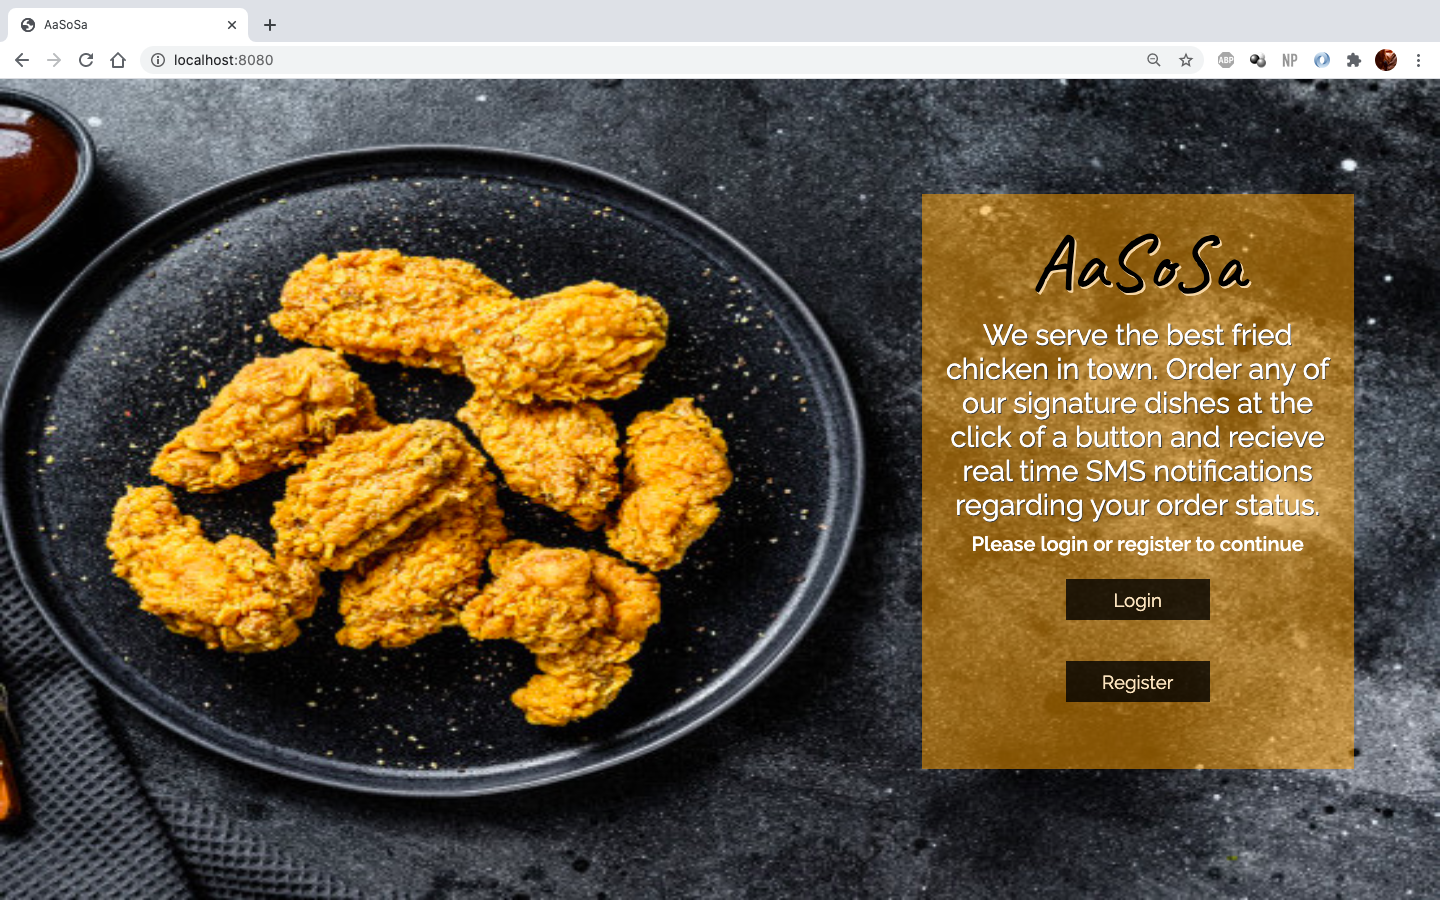 AaSoSa
localhost:8080
ABP
NP
AaSoSa
We serve the best fried
chicken in town. Order any of
our signature dishes at the
click of a button and recieve
real time SMS notifications
regarding your order status.
Please login or register to continue
Login
Register